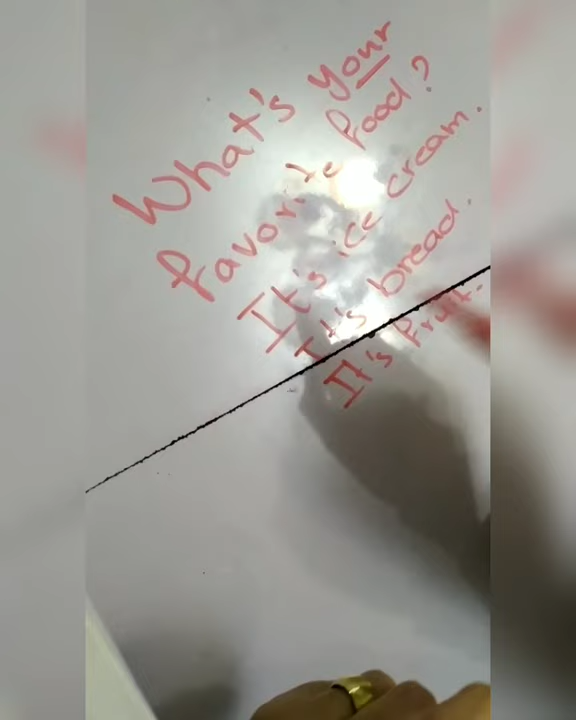 What's your
favorite food?
It's ice cream.
It's bread.
It's fruit.